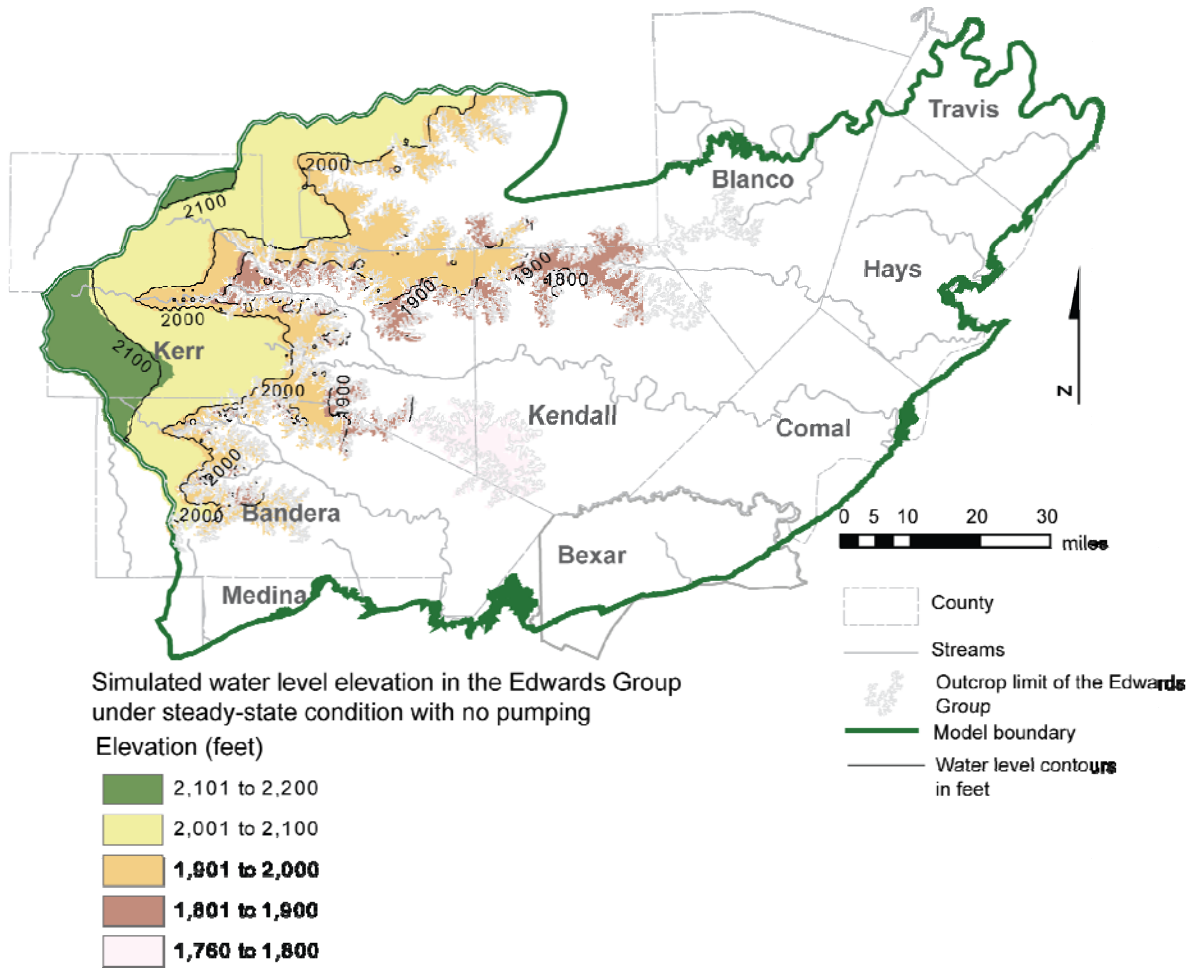 Travis
2000
Blanco
2100
Hays
1900
1800
1900
2000
2100
Kerr
2000
1900
Kendall
Comal
2000
2000
Bandera
Bexar
Medina
N
0 5 10 20 30
miles
County
Streams
Outcrop limit of the Edwards
Group
Model boundary
Water level contours
in feet
Simulated water level elevation in the Edwards Group
under steady-state condition with no pumping
Elevation (feet)
2,101 to 2,200
2,001 to 2,100
1,901 to 2,000
1,801 to 1,900
1,760 to 1,800